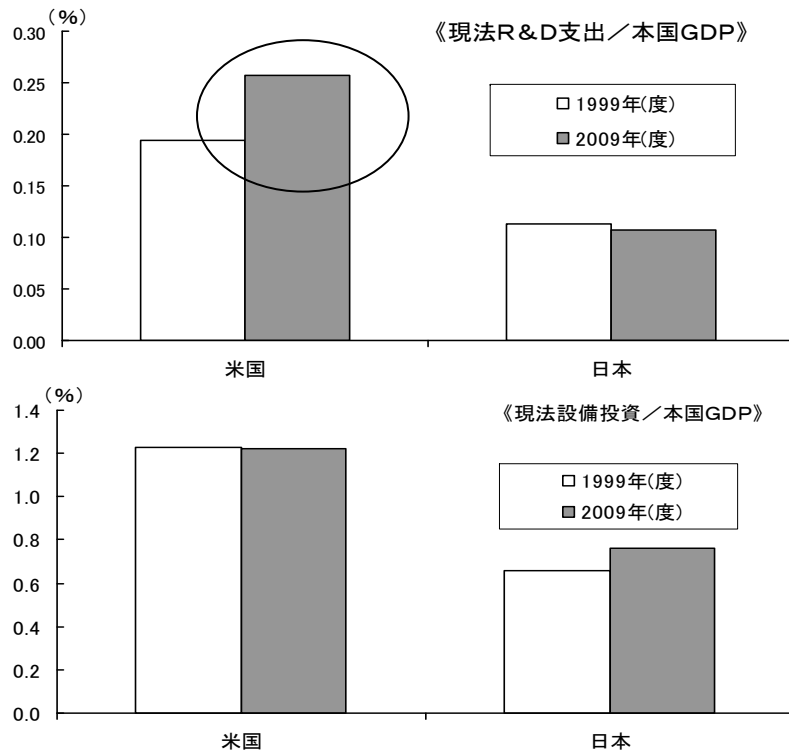 (%)
《現法R&D支出/本国GDP》
0.30
0.25
0.20
0.15
0.10
0.05
0.00
□ 1999年(度)
■ 2009年(度)
米国 日本
(%)
《現法設備投資/本国GDP》
1.4
1.2
1.0
0.8
0.6
0.4
0.2
0.0
□ 1999年(度)
■ 2009年(度)
米国 日本